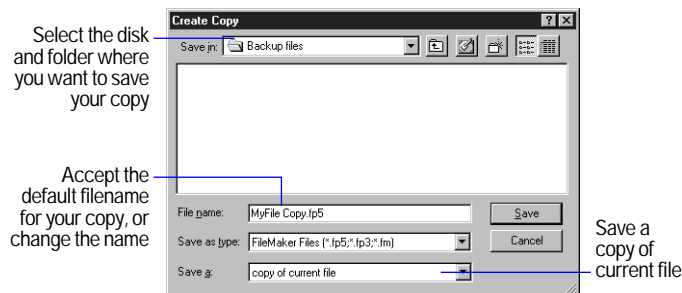 Create Copy
Select the disk
and folder where
you want to save
your copy
Save in: Backup files
Accept the
default filename
for your copy, or
change the name
File name: MyFile Copy.fp5 Save
Save as type: FileMaker Files (*.fp5;*.fp3;*.fm) Cancel
Save a: copy of current file
Save a
copy of
current file